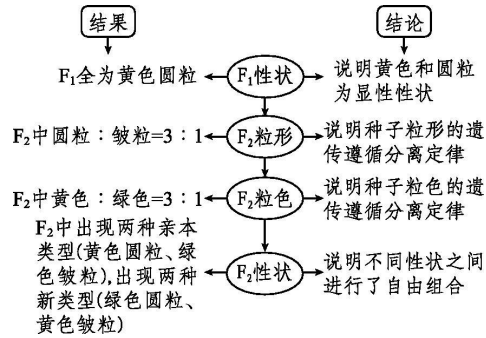 结果
结论
F₁全为黄色圆粒
F₁性状
说明黄色和圆粒
为显性性状
F₂中圆粒：皱粒=3：1
F₂粒形
说明种子粒形的遗
传遵循分离定律
F₂中黄色：绿色=3：1
F₂粒色
说明种子粒色的遗
传遵循分离定律
F₂中出现两种亲本
类型(黄色圆粒、绿
色皱粒),出现两种
新类型(绿色圆粒、
黄色皱粒)
F₂性状
说明不同性状之间
进行了自由组合